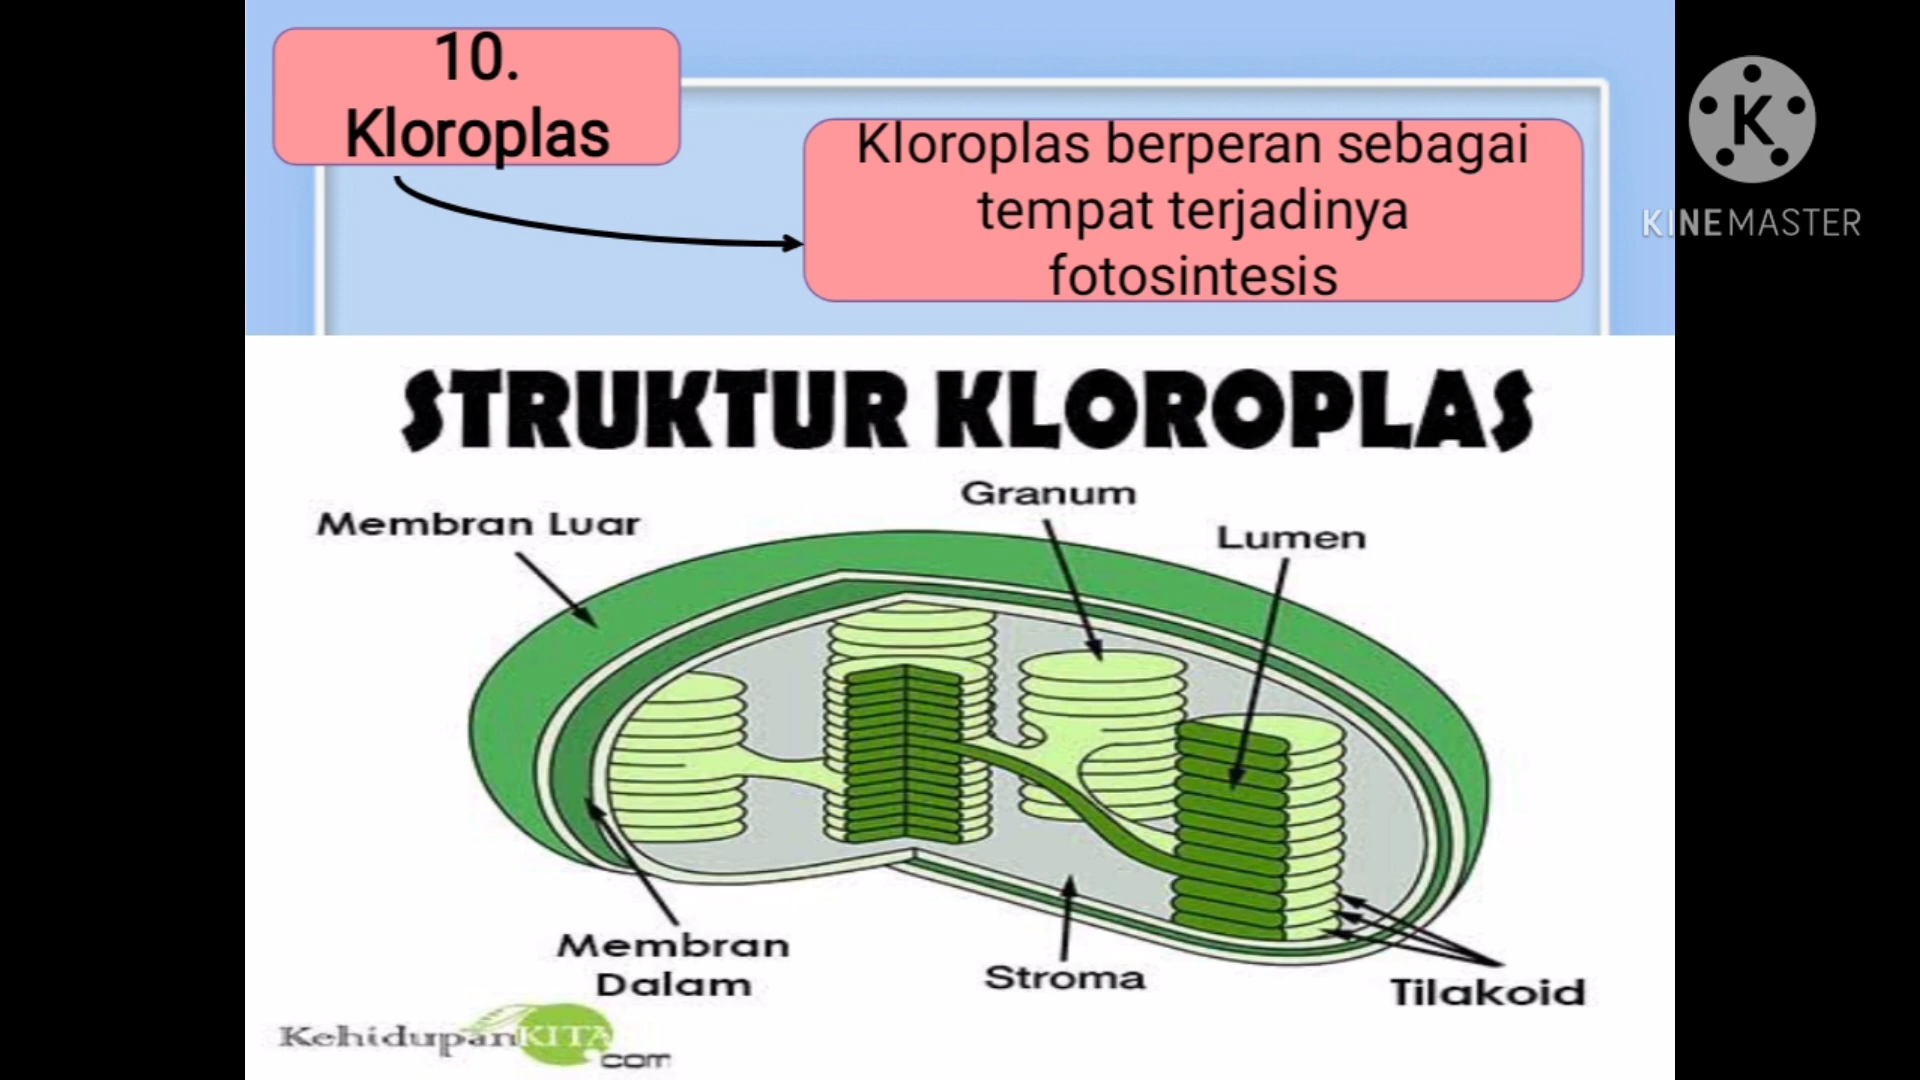 10.
Kloroplas
Kloroplas berperan sebagai
tempat terjadinya
fotosintesis
K
KINEMASTER
STRUKTUR KLOROPLAS
Granum
Membran Luar
Lumen
Membran
Dalam
Stroma
Tilakoid
KehidupanKITA
.com